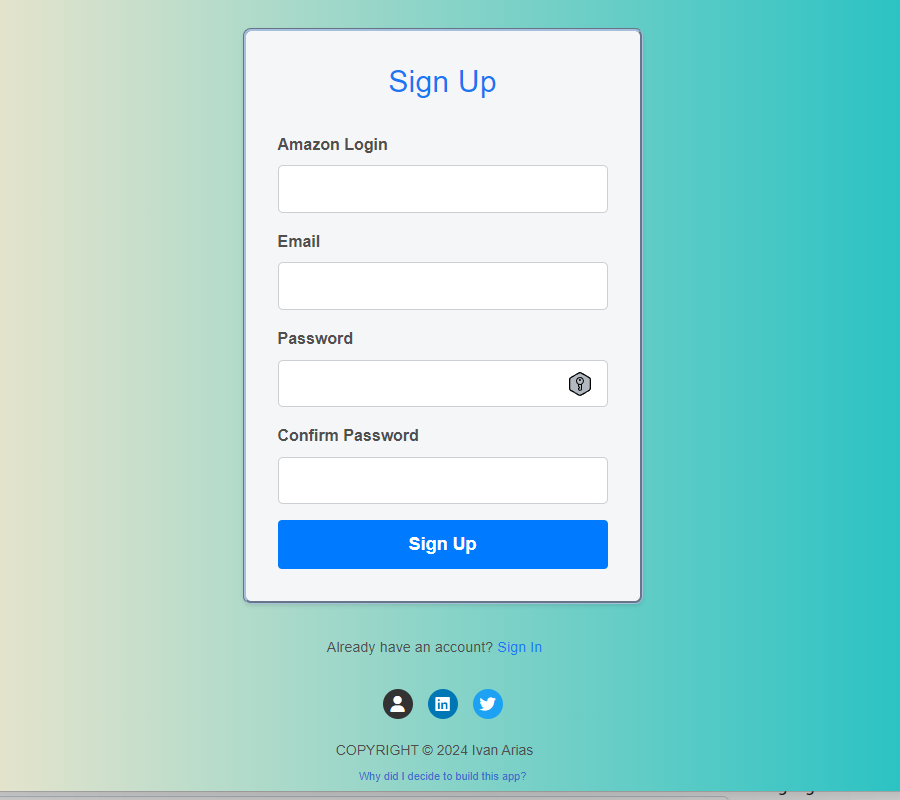 Sign Up
Amazon Login
Email
Password
Confirm Password
Sign Up
Already have an account? Sign In
in
COPYRIGHT © 2024 Ivan Arias
Why did I decide to build this app?